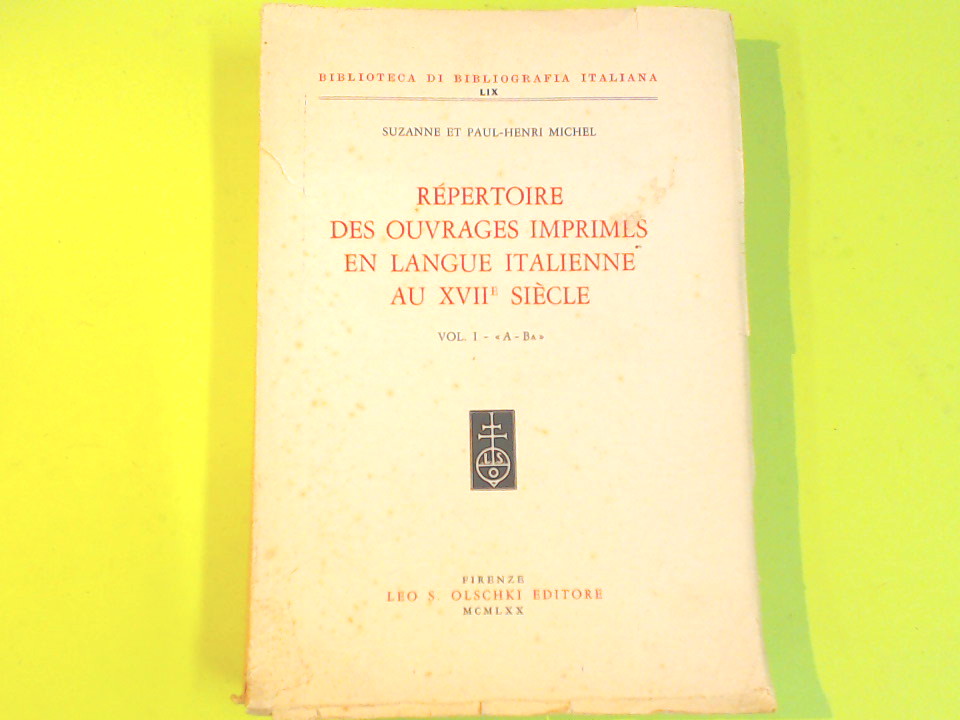 BIBLIOTECA DI BIBLIOGRAFIA ITALIANA
LIX
SUZANNE ET PAUL-HENRI MICHEL
RÉPERTOIRE
DES OUVRAGES IMPRIMLS
EN LANGUE ITALIENNE
AU XVIIE SIÈCLE
VOL. I - «A-BA»
L S
O
FIRENZE
LEO S. OLSCHKI EDITORE
MCMLXX